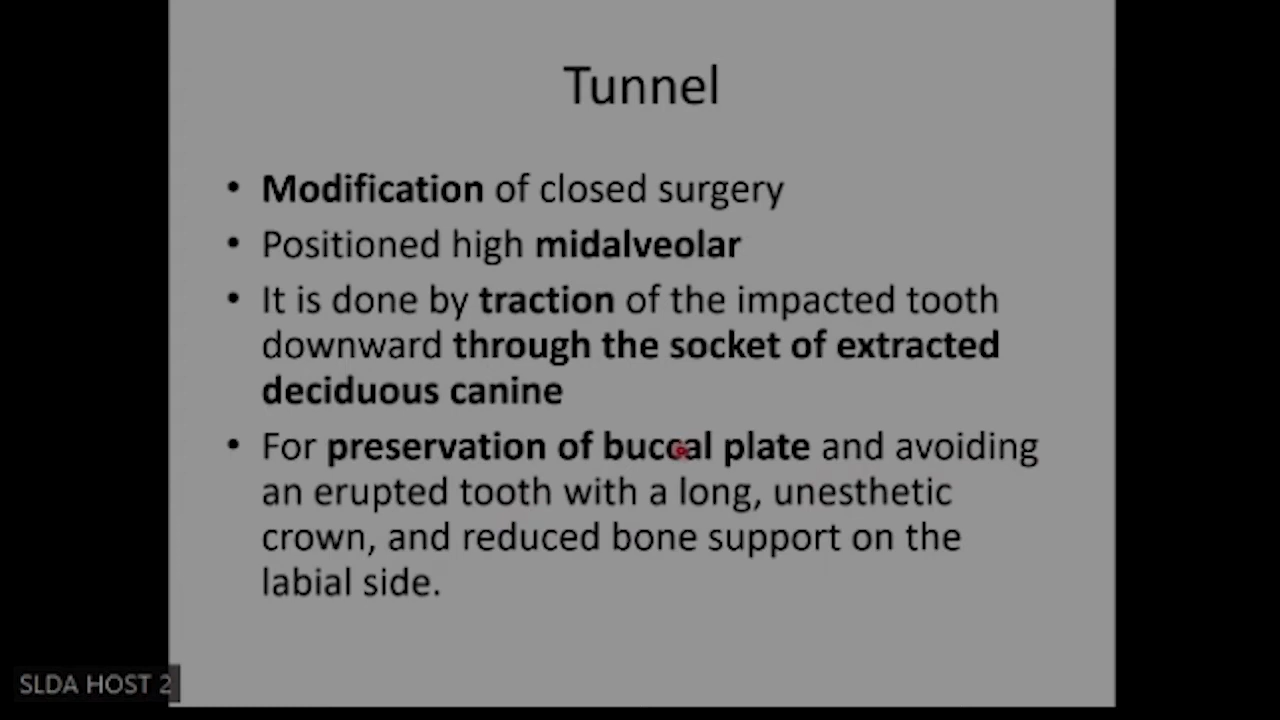 Tunnel
• Modification of closed surgery
• Positioned high midalveolar
• It is done by traction of the impacted tooth
downward through the socket of extracted
deciduous canine
• For preservation of buccal plate and avoiding
an erupted tooth with a long, unesthetic
crown, and reduced bone support on the
labial side.
SLDA HOST 2